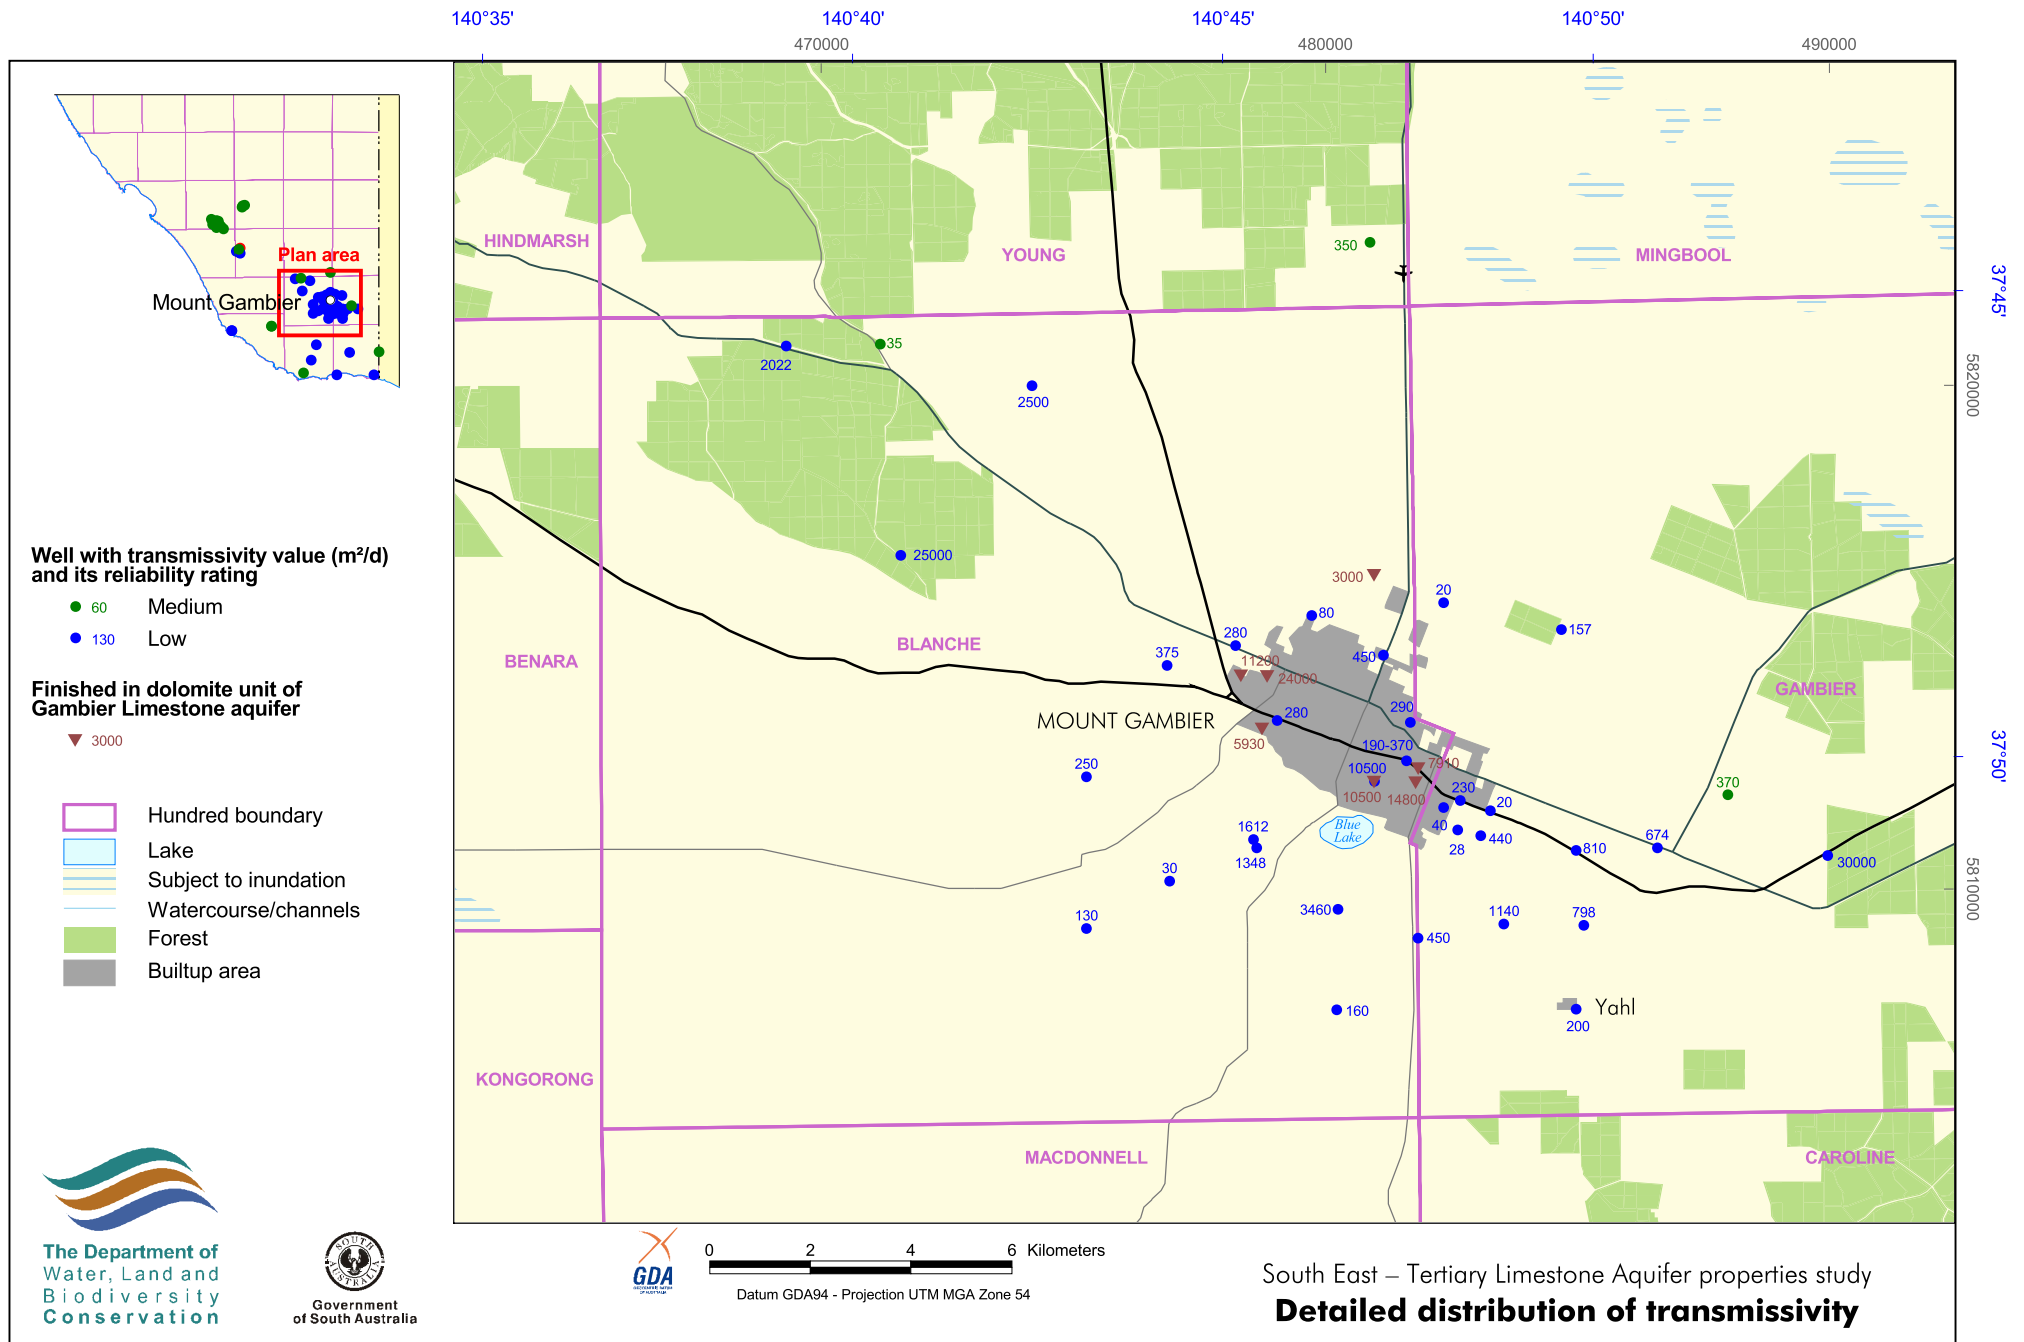 140°35'
140°40'
140°45'
140°50'
470000
480000
490000
Plan area
Mount Gambier
Well with transmissivity value (m²/d)
and its reliability rating
60 Medium
130 Low
Finished in dolomite unit of
Gambier Limestone aquifer
3000
Hundred boundary
Lake
Subject to inundation
Watercourse/channels
Forest
Builtup area
HINDMARSH
YOUNG
350
MINGBOOL
37°45'
2022
35
2500
5820000
25000
3000
20
80
157
280
375
450
11200
24000
BENARA
BLANCHE
GAMBIER
MOUNT GAMBIER
280
290
5930
190-370
7910
250
10500
10500
14800
37°50'
370
230
20
40
440
28
Blue
Lake
1612
1348
810
674
30000
30
130
3460
450
1140
798
5810000
160
Yahl
200
KONGORONG
MACDONNELL
CAROLINE
The Department of
Water, Land and
Biodiversity
Conservation
SOUTH
AUSTRALIA
Government
of South Australia
GDA
0 2 4 6 Kilometers
Datum GDA94 - Projection UTM MGA Zone 54
South East – Tertiary Limestone Aquifer properties study
Detailed distribution of transmissivity